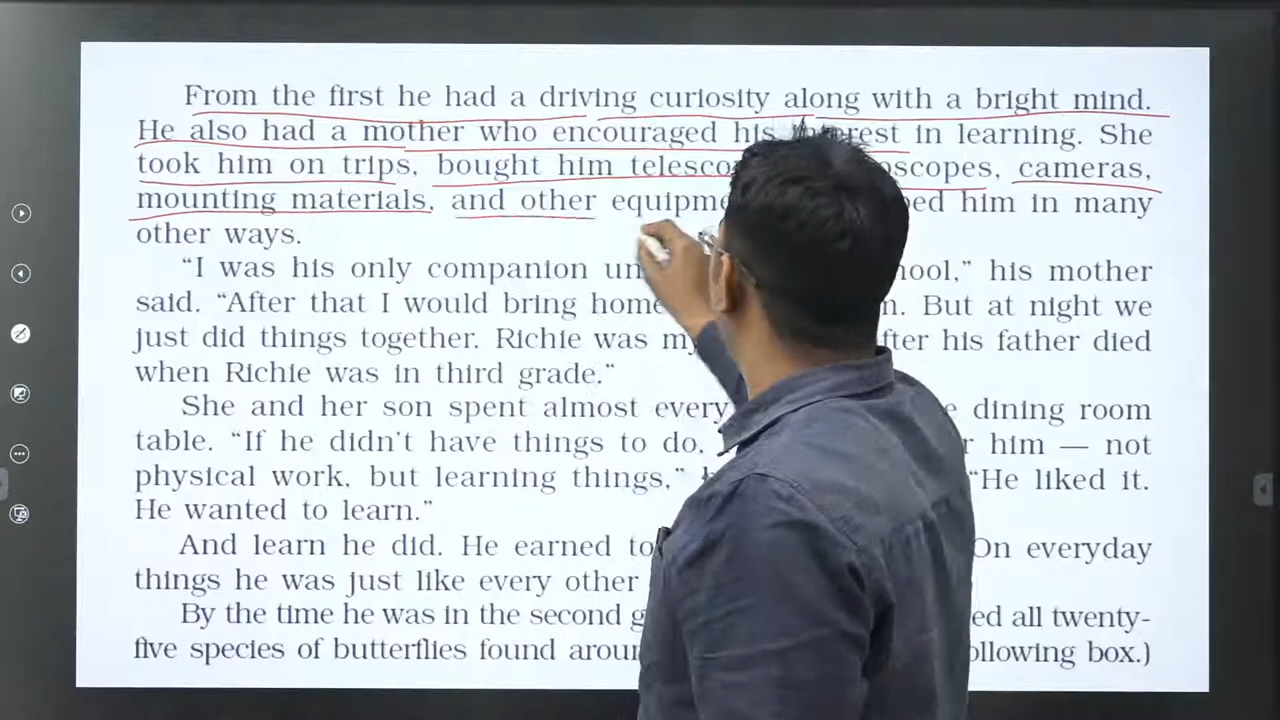 From the first he had a driving curiosity along with a bright mind.
He also had a mother who encouraged his interest in learning. She
took him on trips, bought him telesco oscopes, cameras,
mounting materials, and other equipme ped him in many
other ways.
“I was his only companion un hool,” his mother
said. “After that I would bring home n. But at night we
just did things together. Richie was my fter his father died
when Richie was in third grade.”
She and her son spent almost every e dining room
table. “If he didn't have things to do, r him — not
physical work, but learning things,” “He liked it.
He wanted to learn.”
And learn he did. He earned to On everyday
things he was just like every other
By the time he was in the second g ed all twenty-
five species of butterflies found aroun ollowing box.)